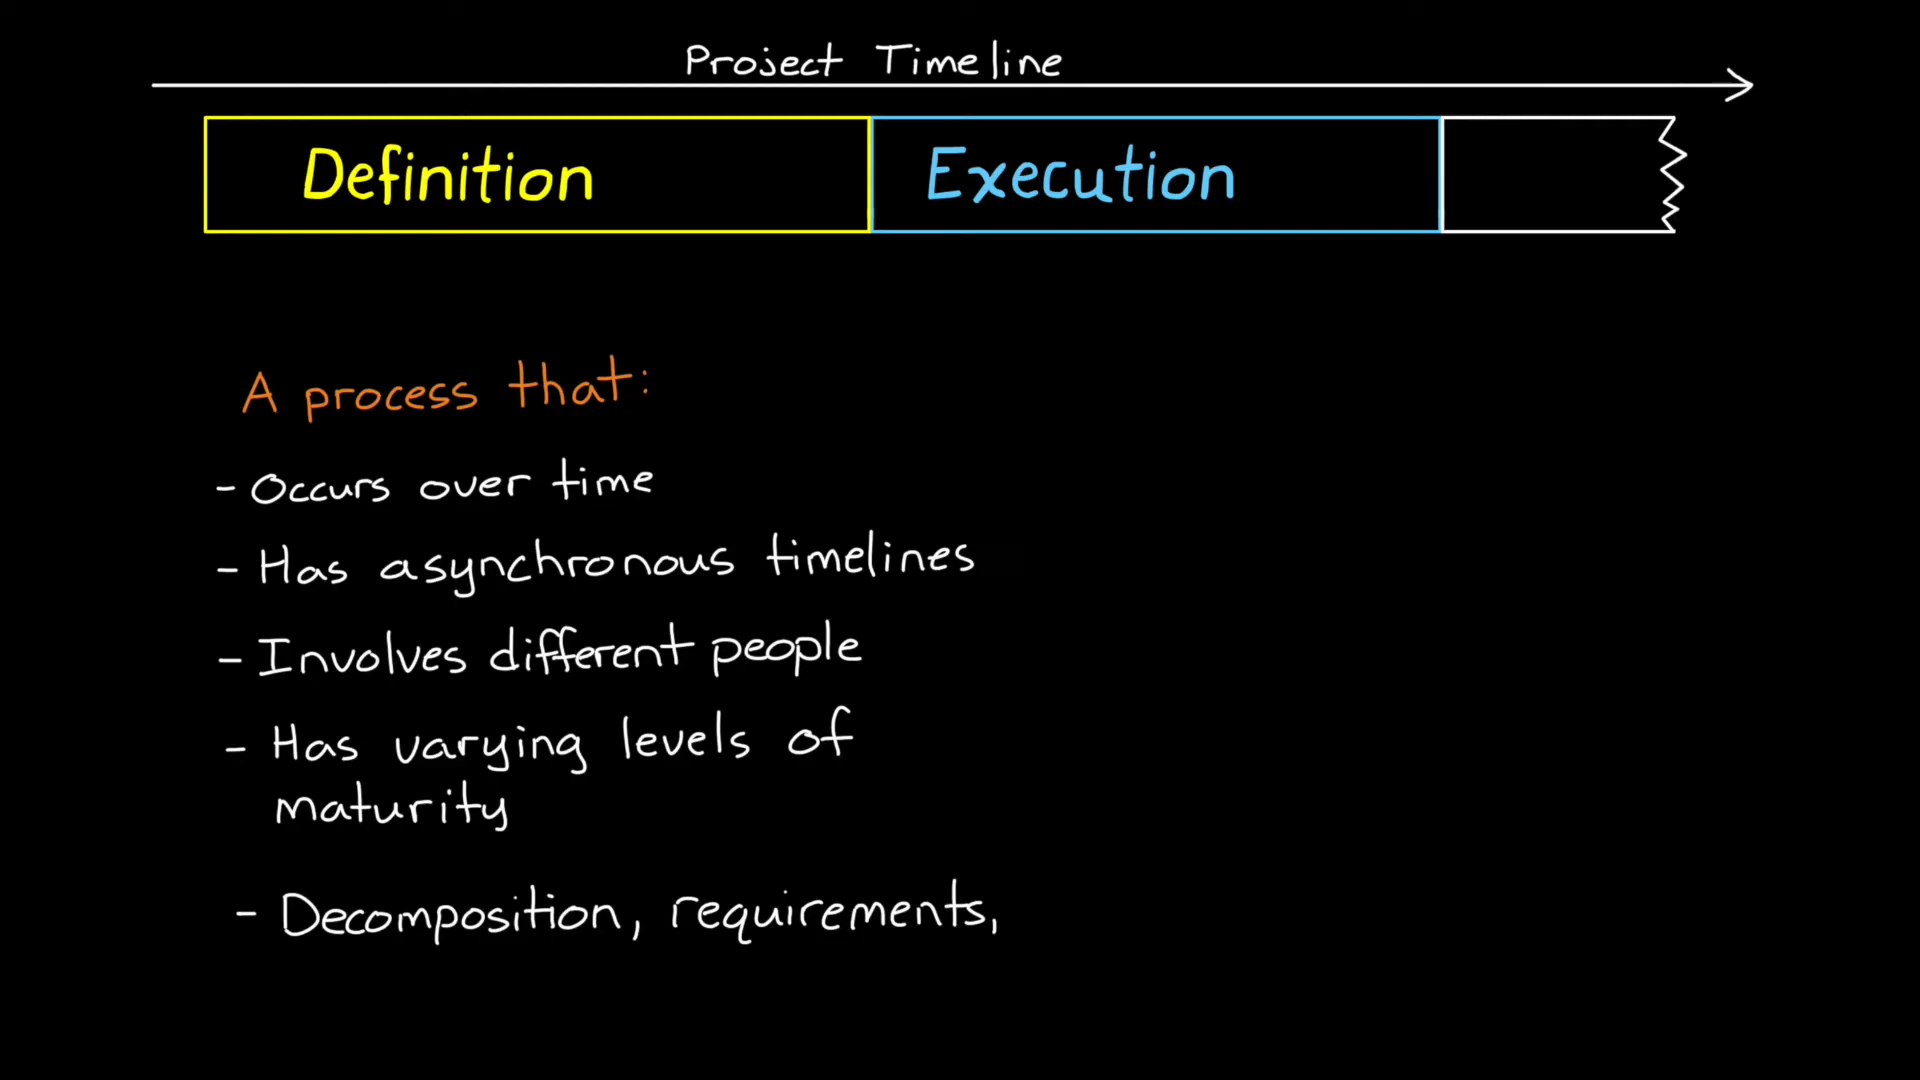 Project Timeline
Definition Execution
A process that:
- Occurs over time
- Has asynchronous timelines
- Involves different people
- Has varying levels of
maturity
- Decomposition, requirements,